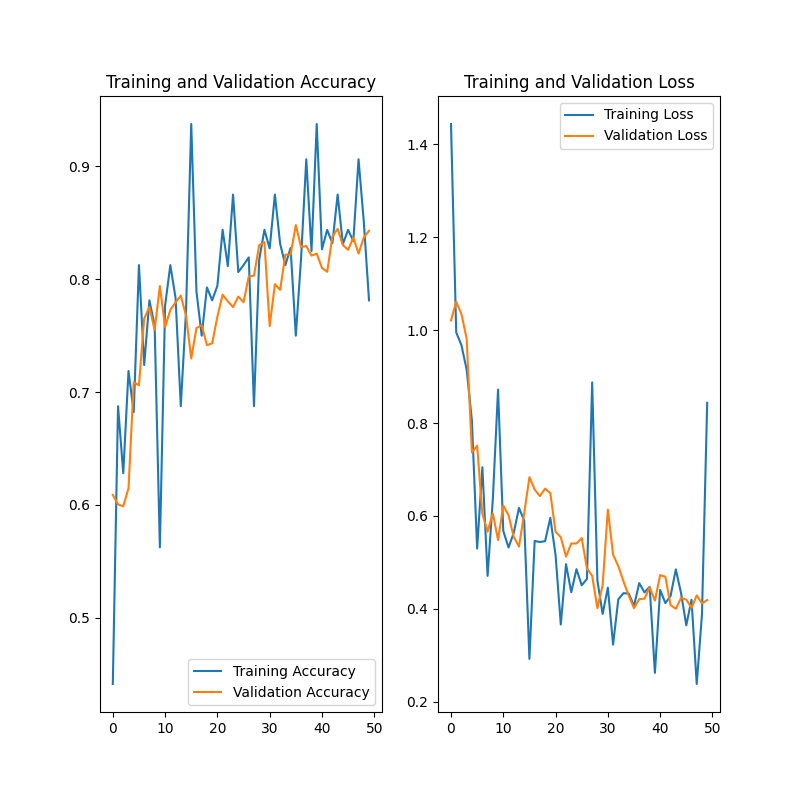 Training and Validation Accuracy
0.9
0.8
0.7
0.6
0.5
0 10 20 30 40 50
Training Accuracy
Validation Accuracy
Training and Validation Loss
1.4
1.2
1.0
0.8
0.6
0.4
0.2
0 10 20 30 40 50
Training Loss
Validation Loss